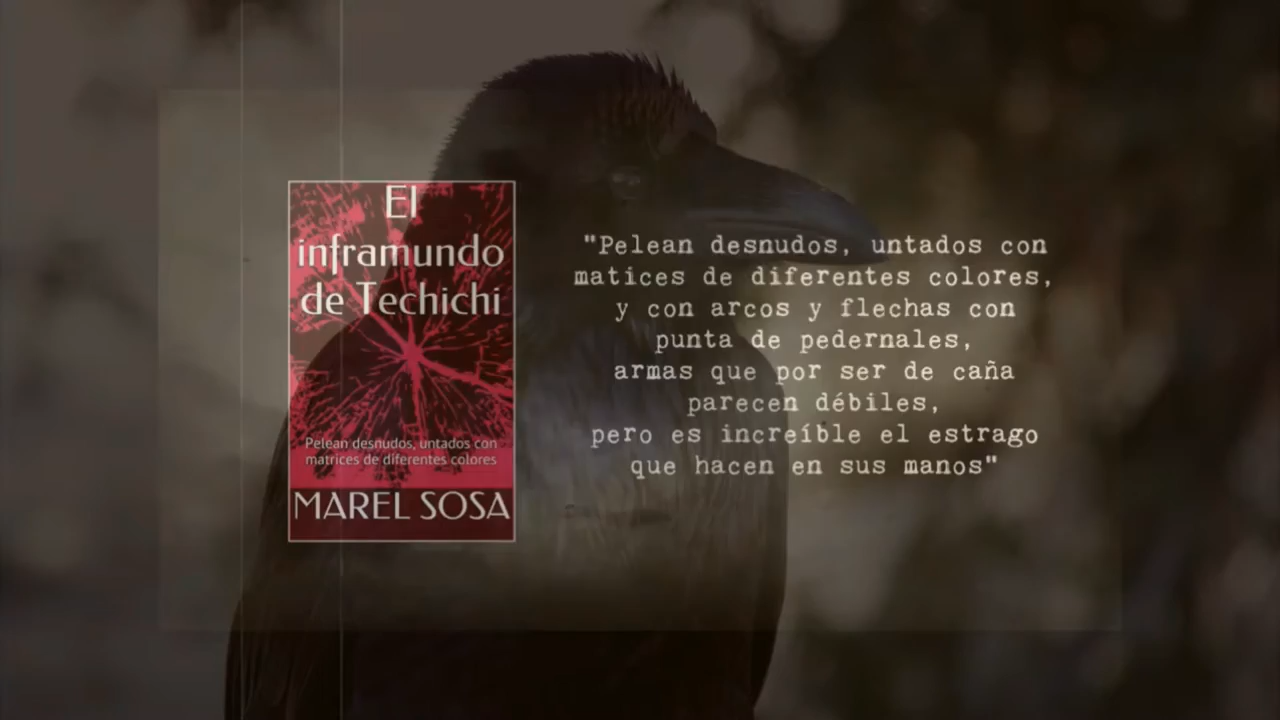 El
inframundo
de Techichi
Pelean desnudos, untados con
matrices de diferentes colores
MAREL SOSA
"Pelean desnudos, untados con
matices de diferentes colores,
y con arcos y flechas con
punta de pedernales,
armas que por ser de caña
parecen débiles,
pero es increíble el estrago
que hacen en sus manos"